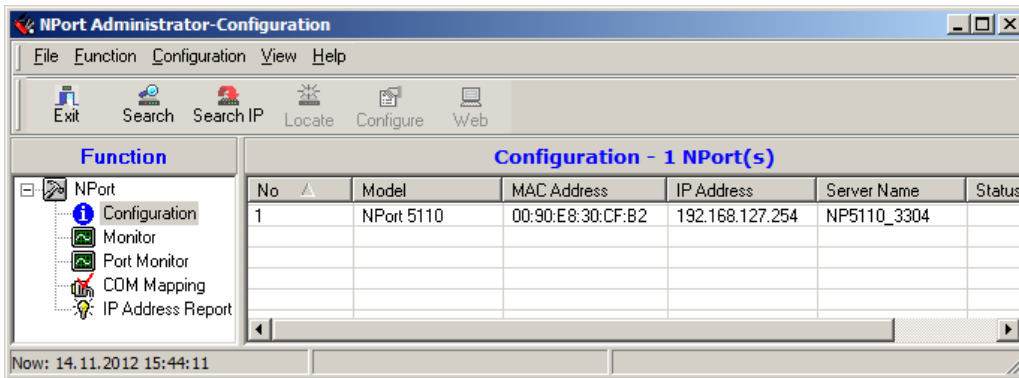 NPort Administrator-Configuration
File Function Configuration View Help
Exit Search Search IP Locate Configure Web
Function
Configuration - 1 NPort(s)
NPort
Configuration
Monitor
Port Monitor
COM Mapping
IP Address Report
No Model MAC Address IP Address Server Name Status
1 NPort 5110 00:90:E8:30:CF:B2 192.168.127.254 NP5110_3304
Now: 14.11.2012 15:44:11